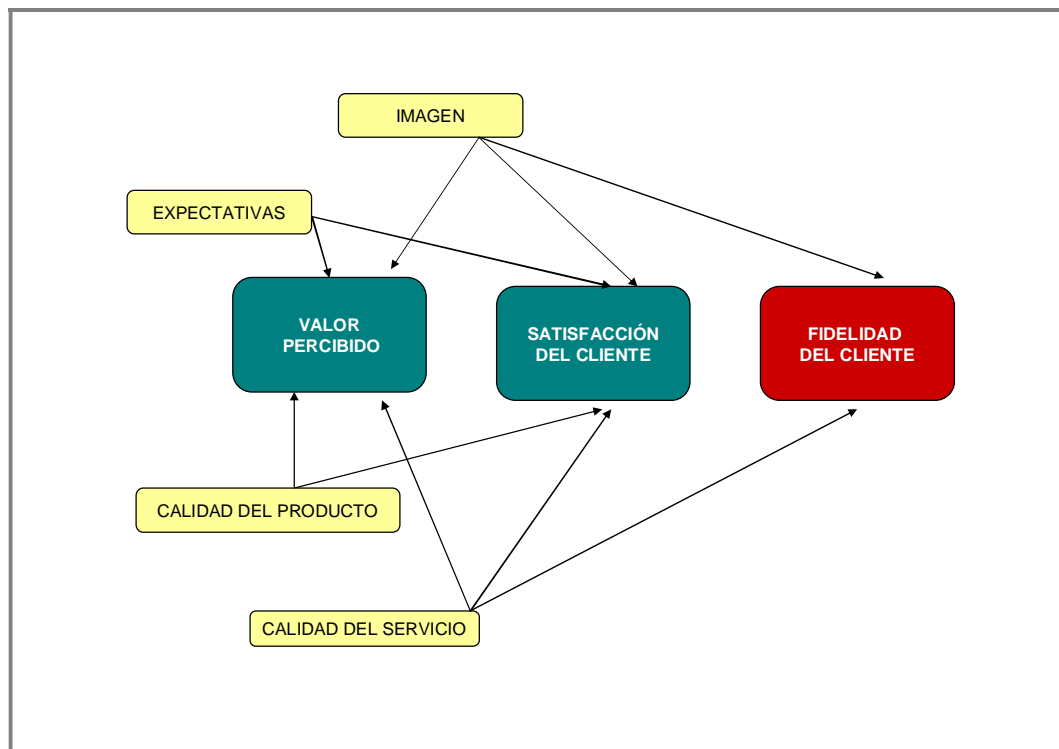 IMAGEN
EXPECTATIVAS
VALOR
PERCIBIDO
SATISFACCIÓN
DEL CLIENTE
FIDELIDAD
DEL CLIENTE
CALIDAD DEL PRODUCTO
CALIDAD DEL SERVICIO